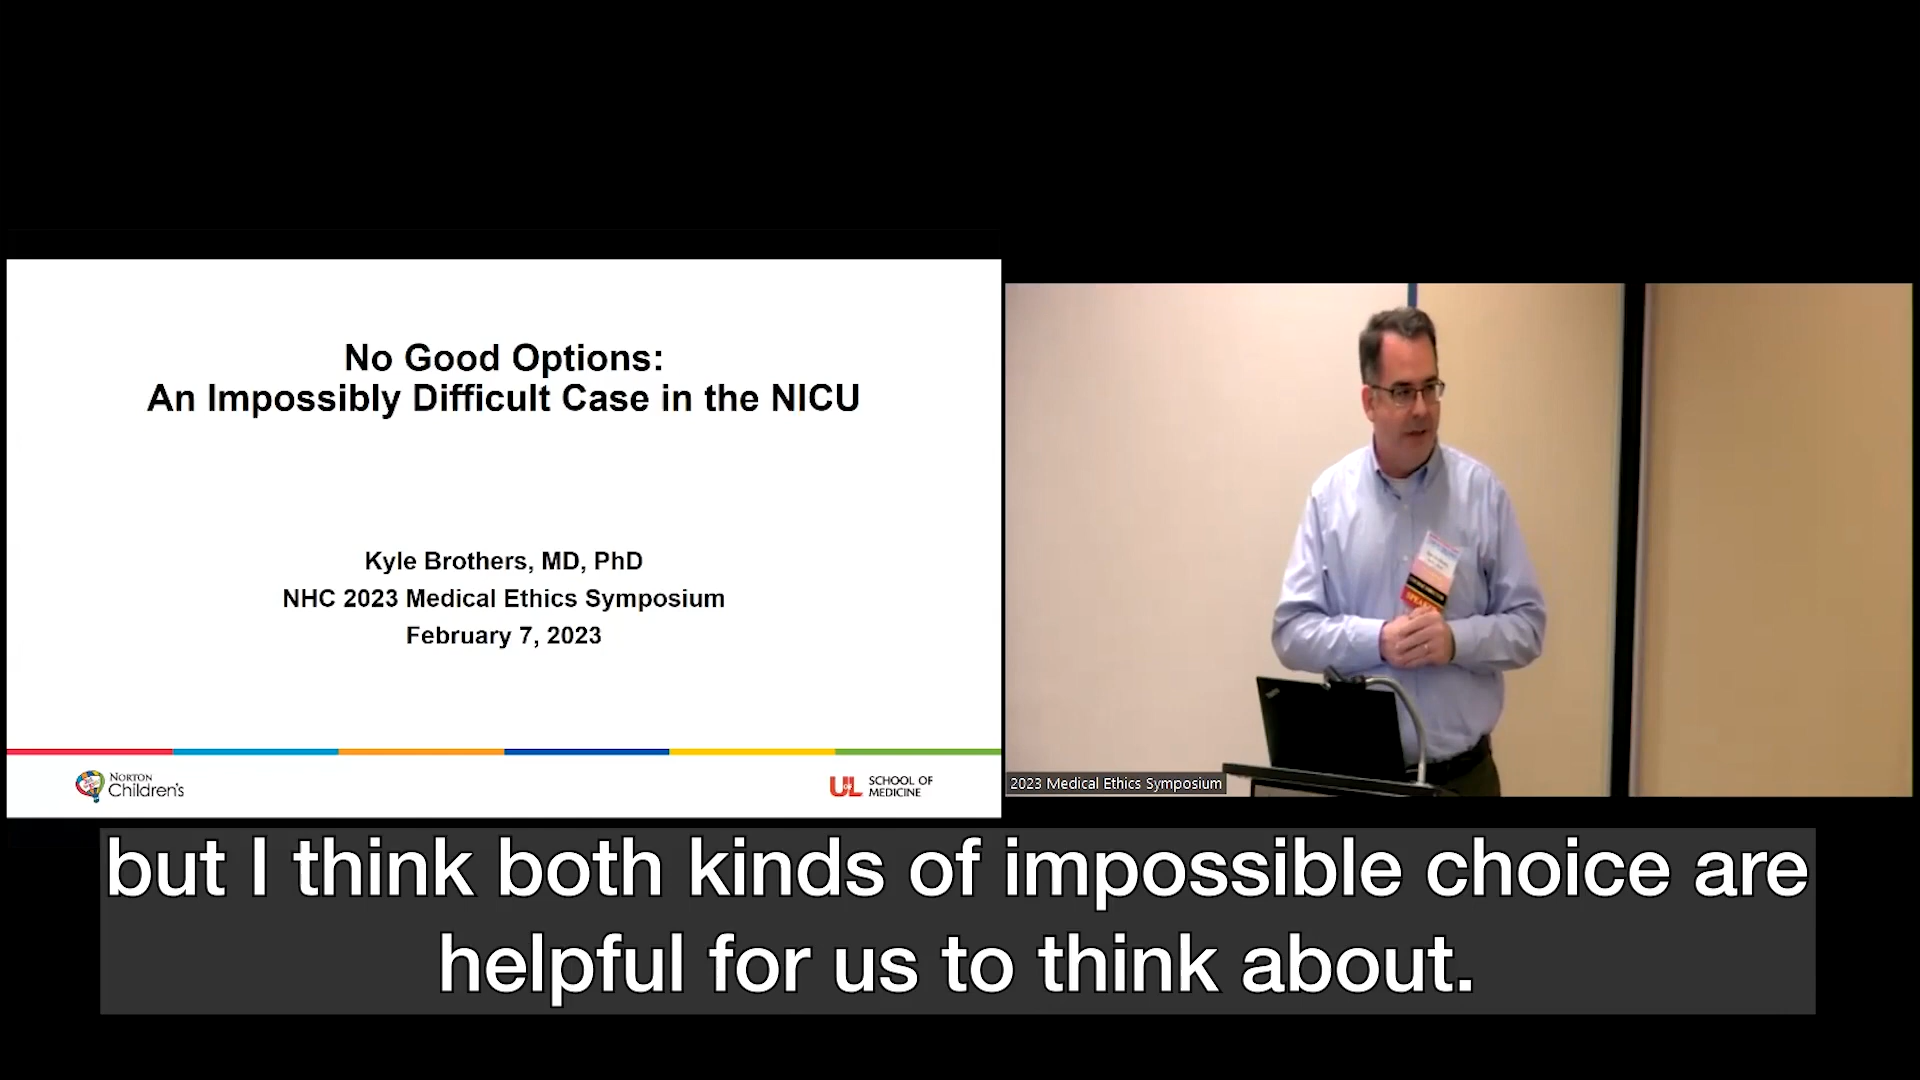 No Good Options:
An Impossibly Difficult Case in the NICU
Kyle Brothers, MD, PhD
NHC 2023 Medical Ethics Symposium
February 7, 2023
NORTON
Children's
UofL
SCHOOL OF
MEDICINE
2023 Medical Ethics Symposium
but I think both kinds of impossible choice are
helpful for us to think about.